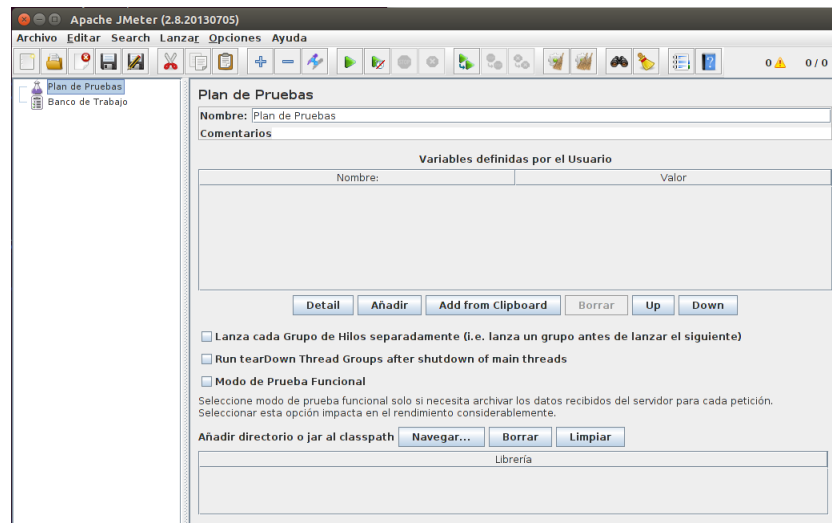 Apache JMeter (2.8.20130705)
Archivo Editar Search Lanzar Opciones Ayuda
0 0 / 0
Plan de Pruebas
Banco de Trabajo
Plan de Pruebas
Nombre: Plan de Pruebas
Comentarios
Variables definidas por el Usuario
Nombre: Valor
Detail Añadir Add from Clipboard Borrar Up Down
Lanza cada Grupo de Hilos separadamente (i.e. lanza un grupo antes de lanzar el siguiente)
Run tearDown Thread Groups after shutdown of main threads
Modo de Prueba Funcional
Seleccione modo de prueba funcional solo si necesita archivar los datos recibidos del servidor para cada petición.
Seleccionar esta opción impacta en el rendimiento considerablemente.
Añadir directorio o jar al classpath Navegar... Borrar Limpiar
Librería